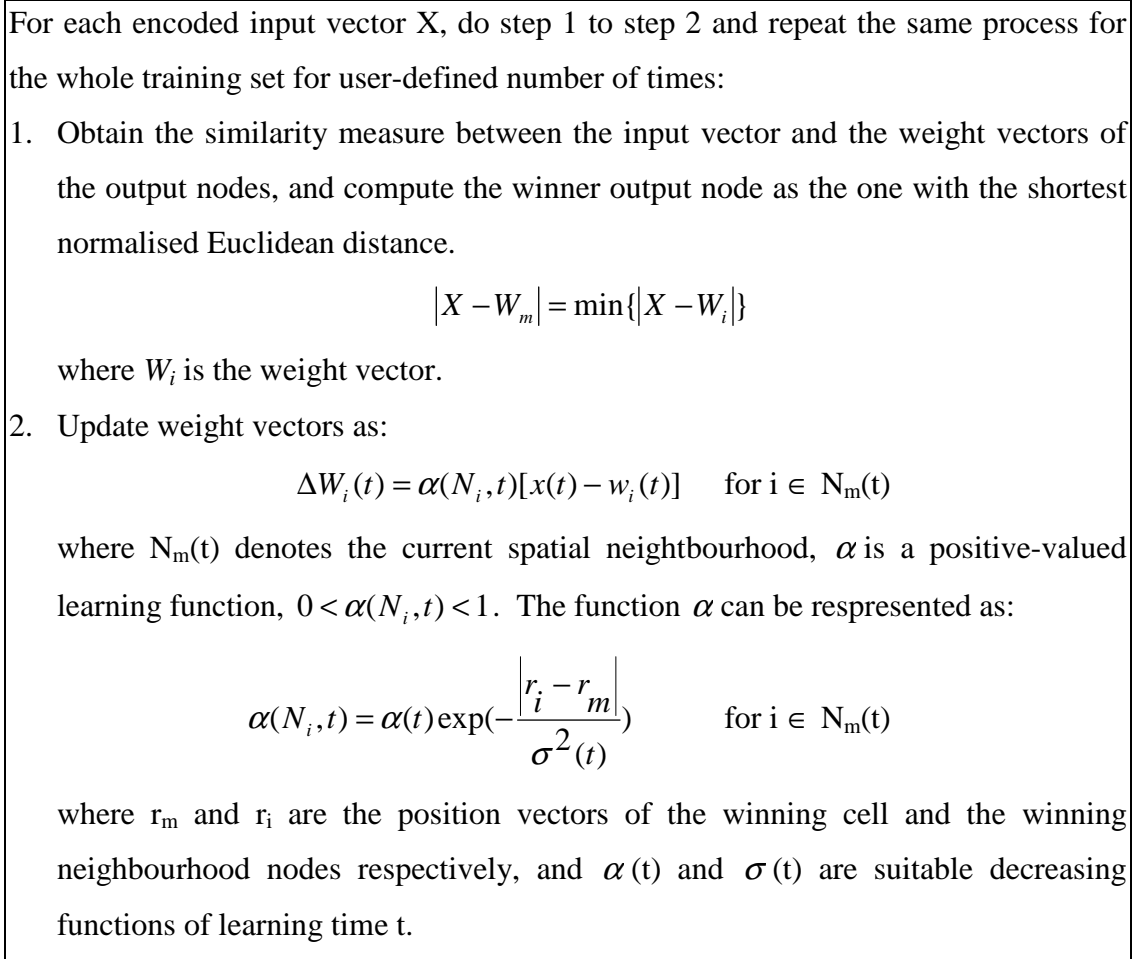 For each encoded input vector X, do step 1 to step 2 and repeat the same process for
the whole training set for user-defined number of times:
1. Obtain the similarity measure between the input vector and the weight vectors of
the output nodes, and compute the winner output node as the one with the shortest
normalised Euclidean distance.
|X − W_m| = min{|X − W_i|}
where W_i is the weight vector.
2. Update weight vectors as:
ΔW_i(t) = α(N_i,t)[x(t) − w_i(t)] for i ∈ N_m(t)
where N_m(t) denotes the current spatial neightbourhood, α is a positive-valued
learning function, 0 < α(N_i,t) < 1. The function α can be respresented as:
α(N_i,t) = α(t) exp(−|r_i − r_m| / σ²(t)) for i ∈ N_m(t)
where r_m and r_i are the position vectors of the winning cell and the winning
neighbourhood nodes respectively, and α(t) and σ(t) are suitable decreasing
functions of learning time t.